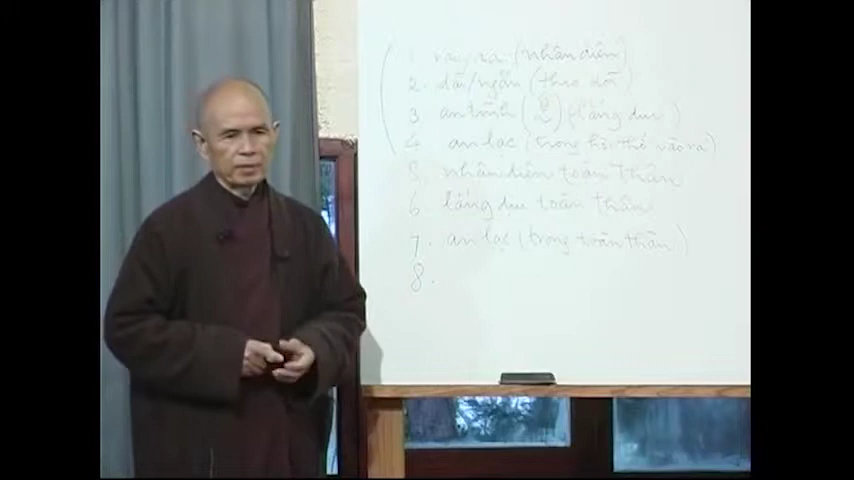 1. vào/ra (nhận diện)
2. dài/ngắn (theo dõi)
3 an tịnh ( ) (lắng dịu)
4 an lạc (trong hơi thở vào ra)
5. nhận diện toàn thân
6. lắng dịu toàn thân
7. an lạc (trong toàn thân)
8.